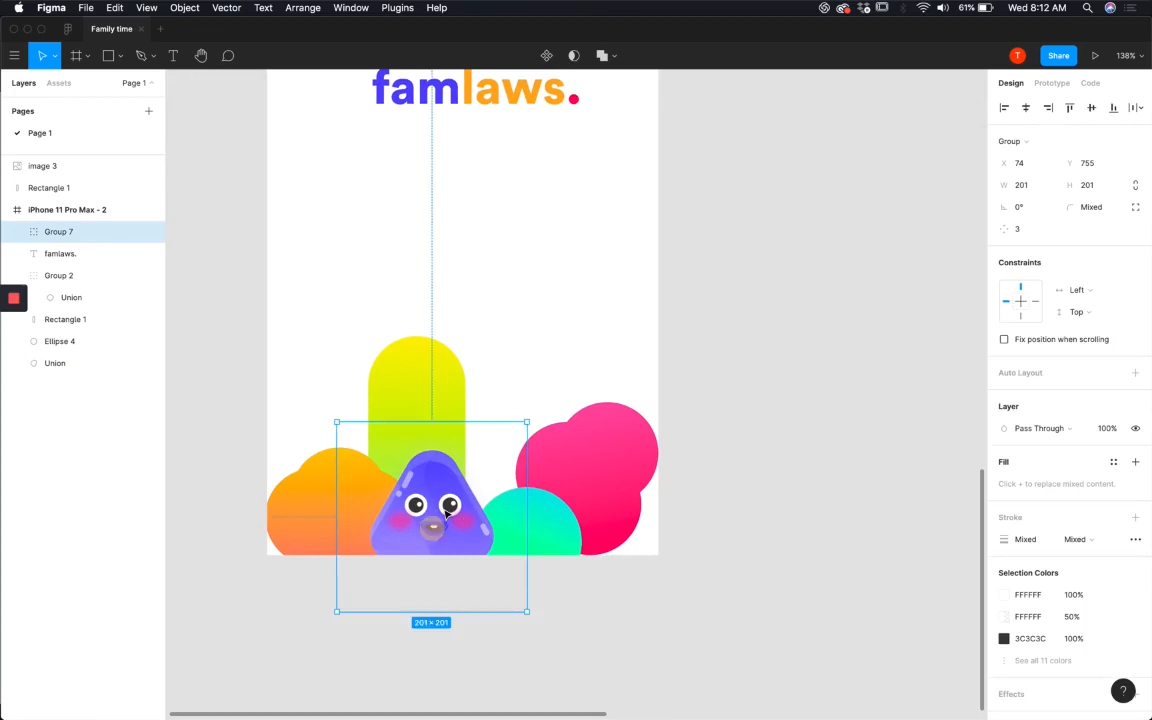 Figma File Edit View Object Vector Text Arrange Window Plugins Help 61% Wed 8:12 AM
Family time
T Share 138%
Layers Assets Page 1
Pages
Page 1
image 3
Rectangle 1
iPhone 11 Pro Max - 2
Group 7
famlaws.
Group 2
Union
Rectangle 1
Ellipse 4
Union
famlaws.
201 × 201
Design Prototype Code
Group
X 74 Y 755
W 201 H 201
0° Mixed
3
Constraints
Left
Top
Fix position when scrolling
Auto Layout
Layer
Pass Through 100%
Fill
Click + to replace mixed content.
Stroke
Mixed Mixed
Selection Colors
FFFFFF 100%
FFFFFF 50%
3C3C3C 100%
See all 11 colors
Effects
?